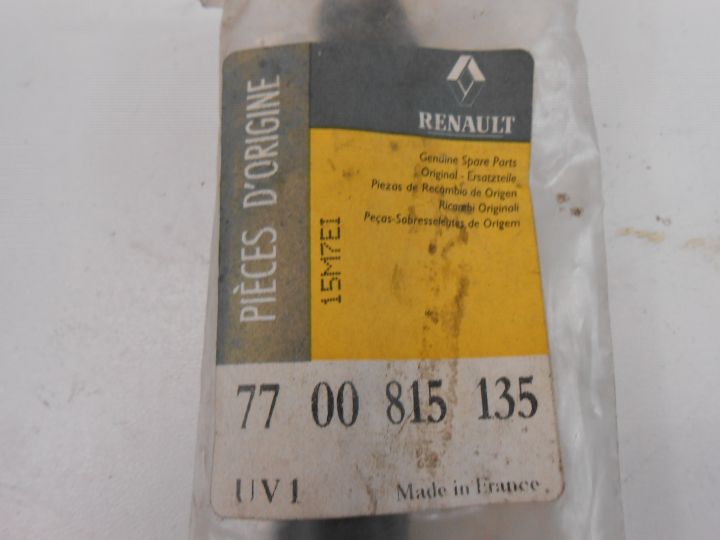 PIÈCES D'ORIGINE
RENAULT
Genuine Spare Parts
Original - Ersatzteile
Piezas de Recambio de Origen
Ricambi Originali
Peças-Sobresselentes de Origem
15M7EI
77 00 815 135
UV1 Made in France